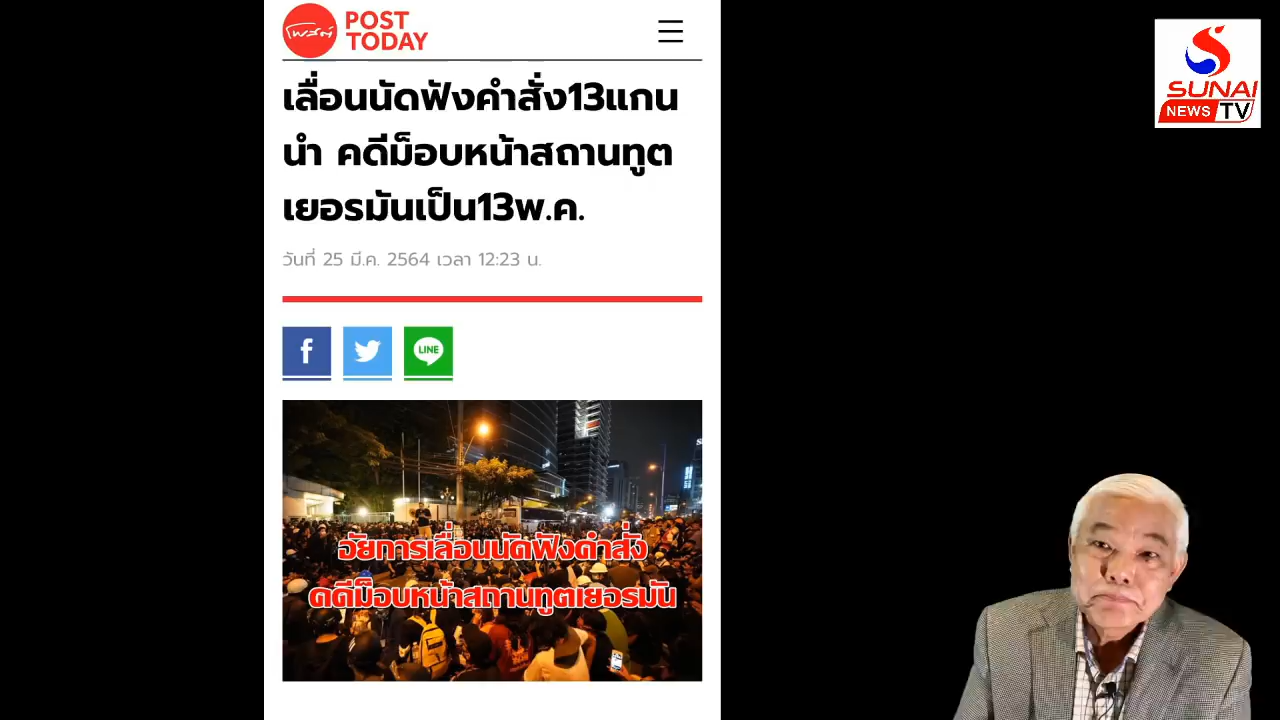 โพสต์
POST
TODAY
SUNAI
NEWS TV
เลื่อนนัดฟังคำสั่ง13แกน
นำ คดีม็อบหน้าสถานทูต
เยอรมันเป็น13พ.ค.
วันที่ 25 มี.ค. 2564 เวลา 12:23 น.
f
LINE
อัยการเลื่อนนัดฟังคำสั่ง
คดีม็อบหน้าสถานทูตเยอรมัน